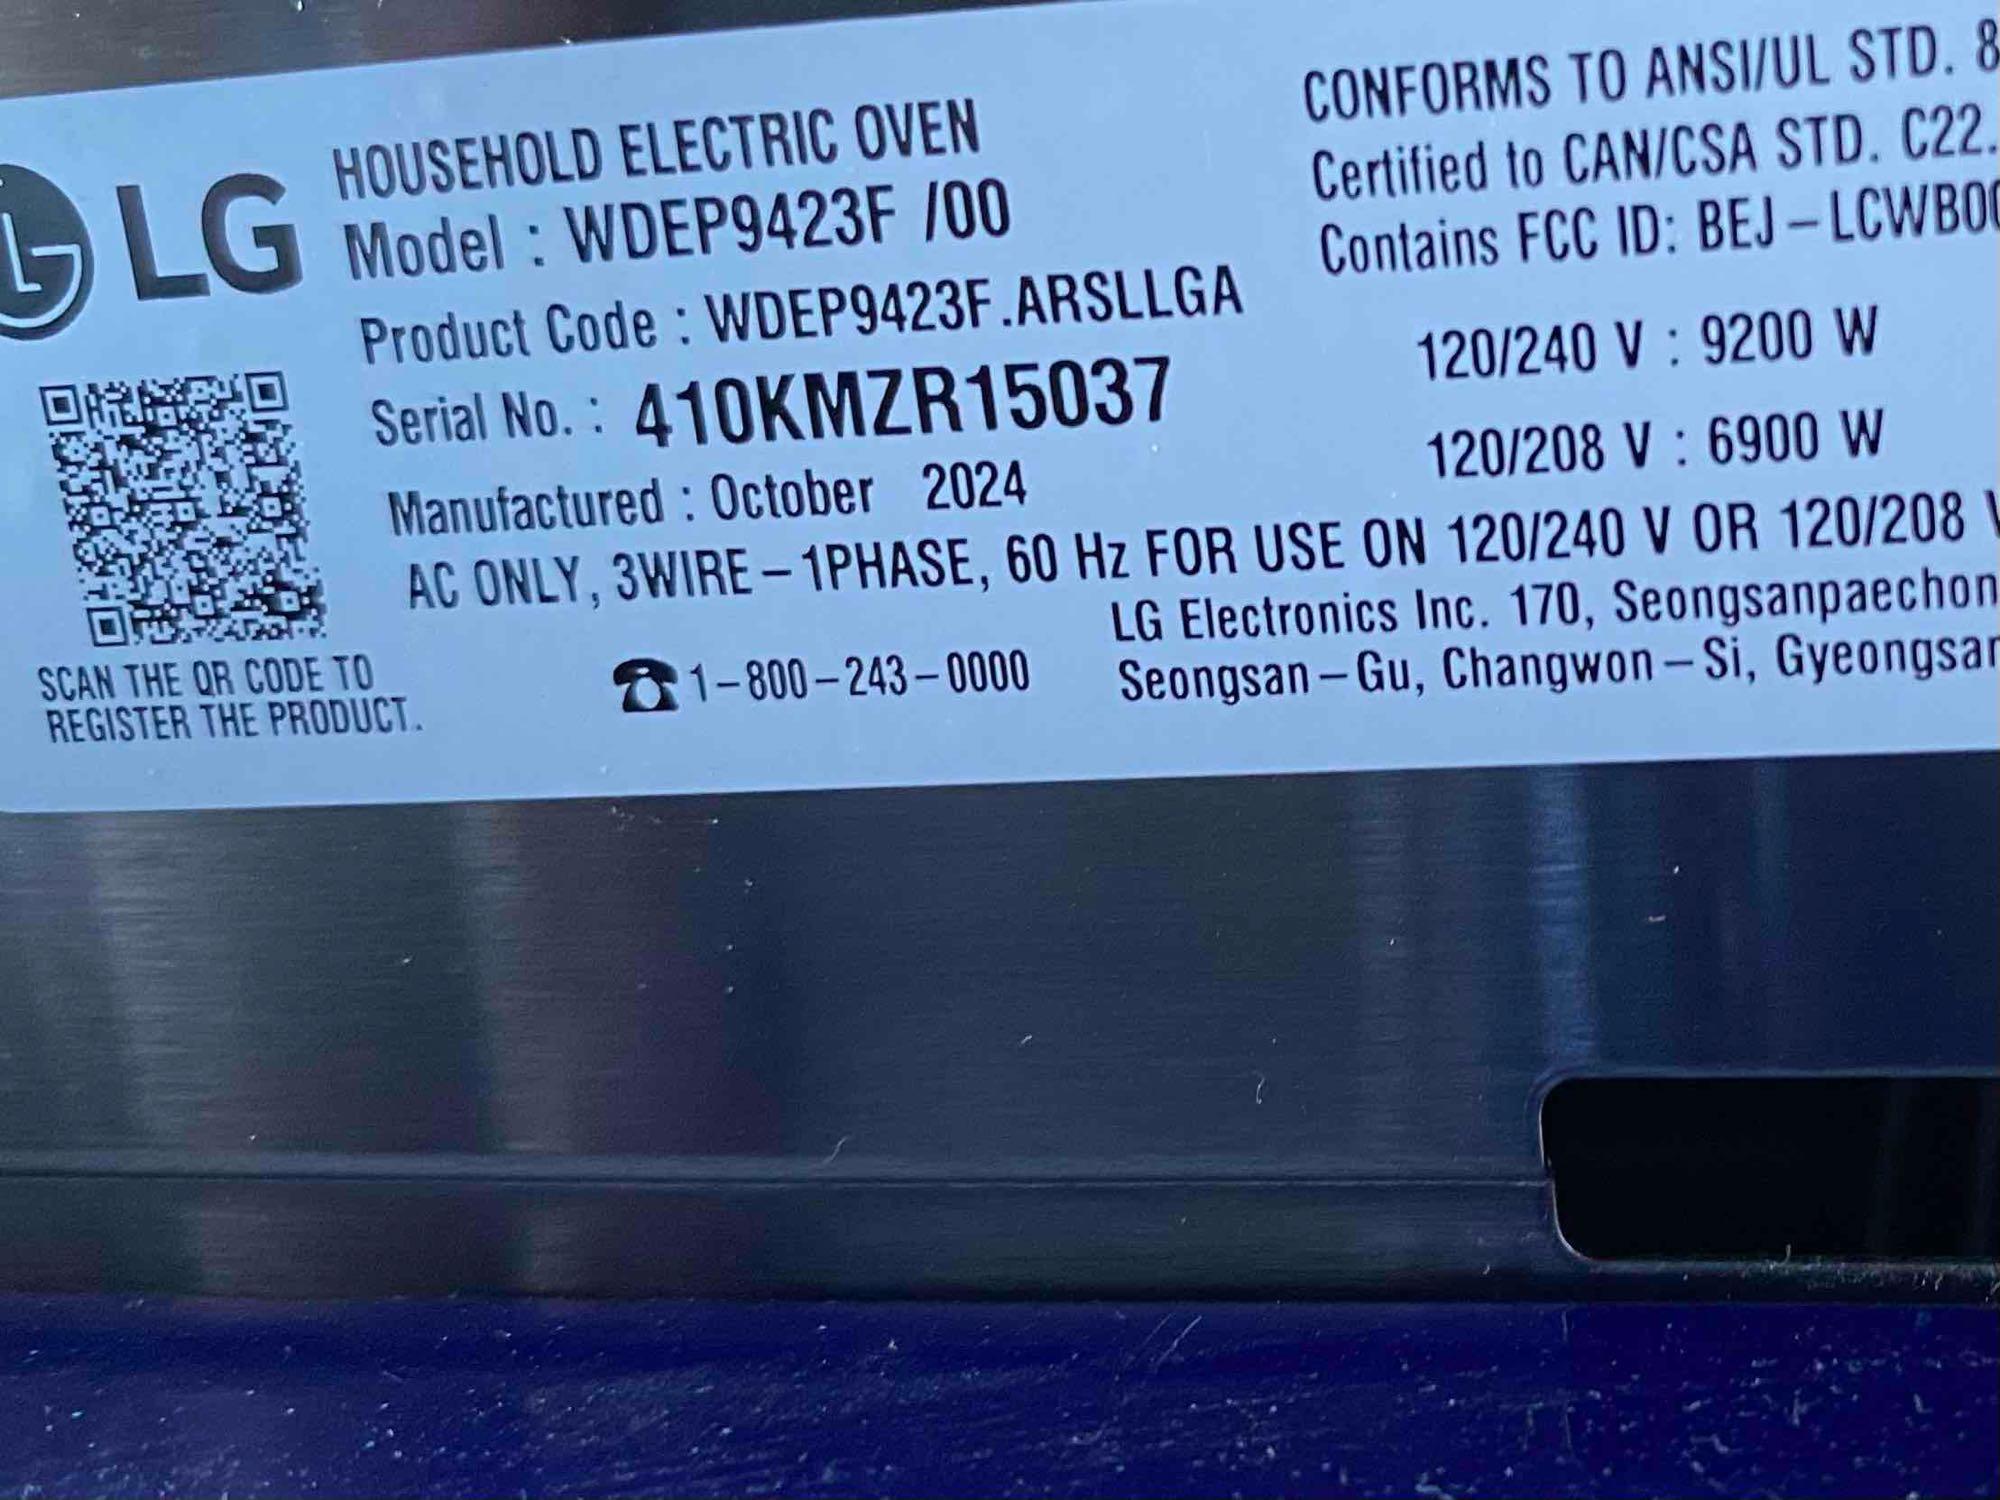 LG
HOUSEHOLD ELECTRIC OVEN
Model : WDEP9423F /00
Product Code : WDEP9423F.ARSLLGA
Serial No. : 410KMZR15037
Manufactured : October 2024
AC ONLY, 3WIRE – 1PHASE, 60 Hz FOR USE ON 120/240 V OR 120/208 V
SCAN THE QR CODE TO
REGISTER THE PRODUCT.
☎ 1–800–243–0000
CONFORMS TO ANSI/UL STD. 8
Certified to CAN/CSA STD. C22.
Contains FCC ID: BEJ – LCWB00
120/240 V : 9200 W
120/208 V : 6900 W
LG Electronics Inc. 170, Seongsanpaechon
Seongsan – Gu, Changwon – Si, Gyeongsan